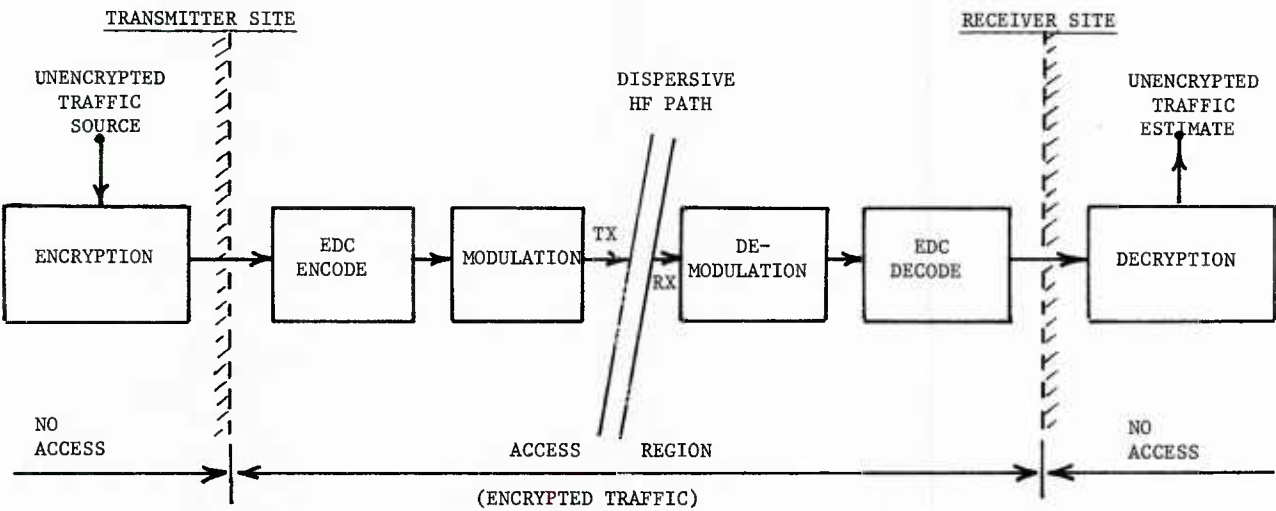 TRANSMITTER SITE
RECEIVER SITE
UNENCRYPTED
TRAFFIC
SOURCE
DISPERSIVE
HF PATH
UNENCRYPTED
TRAFFIC
ESTIMATE
ENCRYPTION
EDC
ENCODE
MODULATION
TX
RX
DE-
MODULATION
EDC
DECODE
DECRYPTION
NO
ACCESS
ACCESS REGION
NO
ACCESS
(ENCRYPTED TRAFFIC)